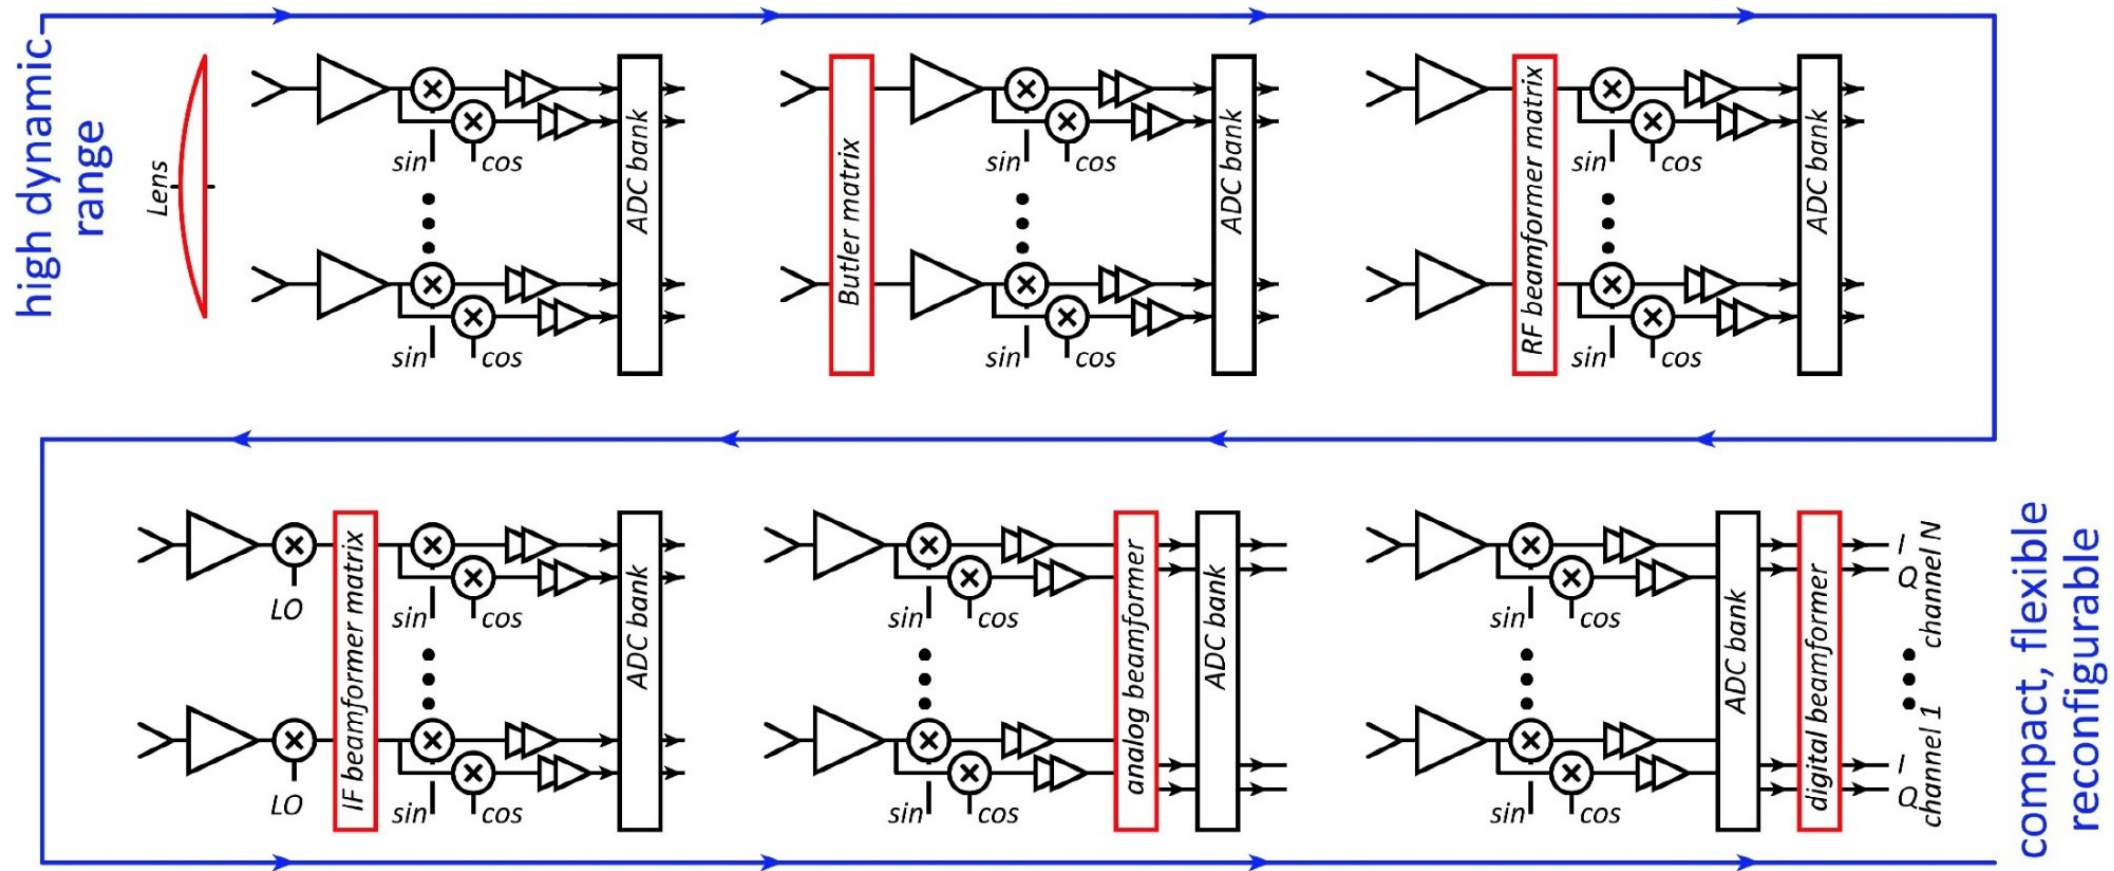 high dynamic
range
Lens
sin
cos
sin
cos
ADC bank
Butler matrix
sin
cos
sin
cos
ADC bank
RF beamformer matrix
sin
cos
sin
cos
ADC bank
LO
LO
IF beamformer matrix
sin
cos
sin
cos
ADC bank
sin
cos
sin
cos
analog beamformer
ADC bank
sin
cos
sin
cos
ADC bank
digital beamformer
I
Q
channel N
I
Q
channel 1
compact, flexible
reconfigurable